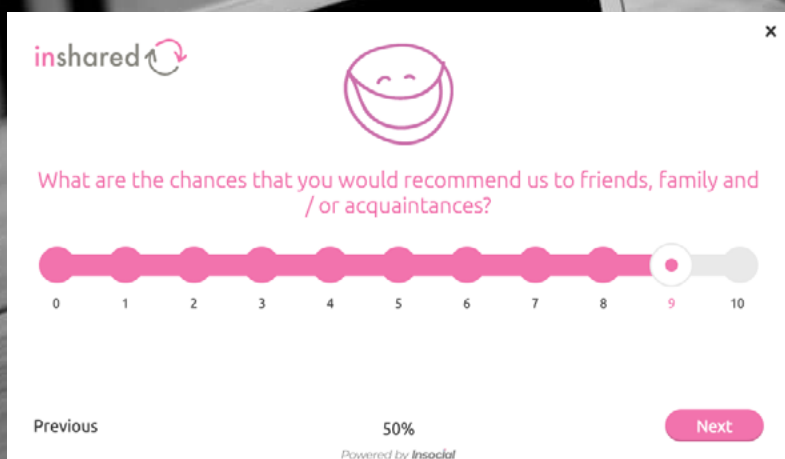 x
inshared
What are the chances that you would recommend us to friends, family and
/ or acquaintances?
0 1 2 3 4 5 6 7 8 9 10
Previous
50%
Next
Powered by Insocial